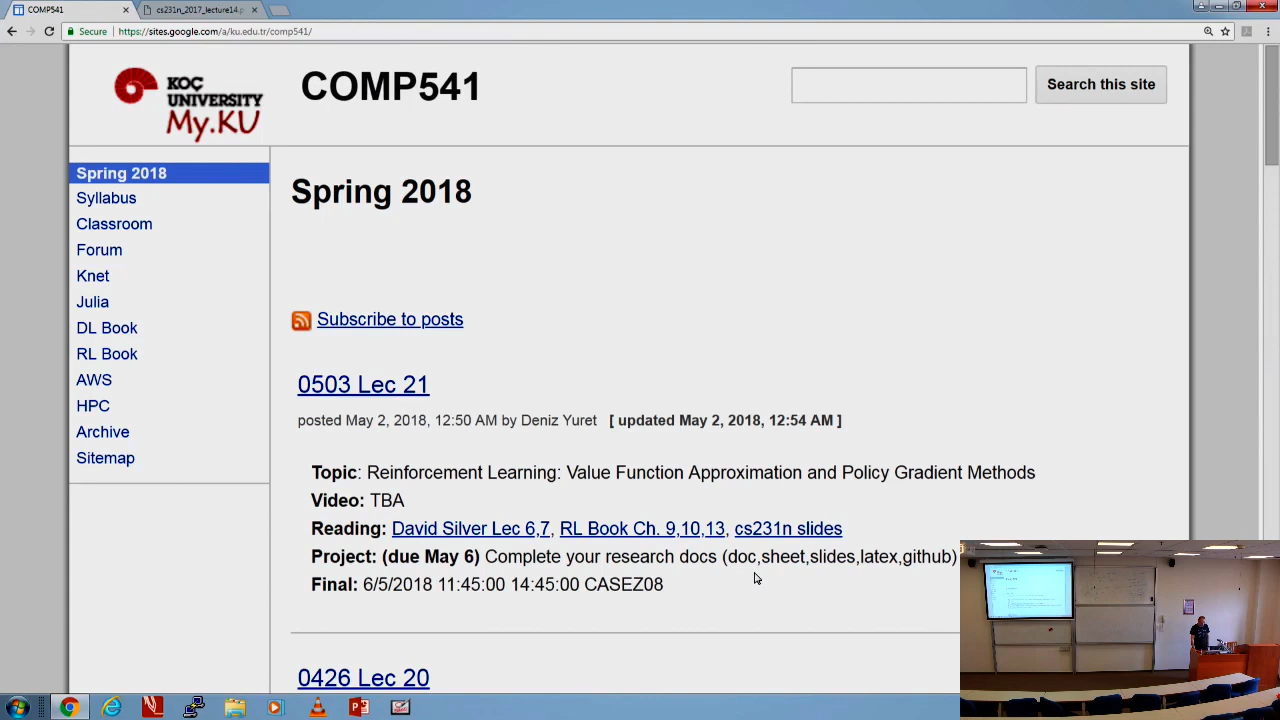 COMP541
cs231n_2017_lecture14.p
Secure
https://sites.google.com/a/ku.edu.tr/comp541/
KOÇ
UNIVERSITY
My.KU
COMP541
Search this site
Spring 2018
Syllabus
Classroom
Forum
Knet
Julia
DL Book
RL Book
AWS
HPC
Archive
Sitemap
Spring 2018
Subscribe to posts
0503 Lec 21
posted May 2, 2018, 12:50 AM by Deniz Yuret [ updated May 2, 2018, 12:54 AM ]
Topic: Reinforcement Learning: Value Function Approximation and Policy Gradient Methods
Video: TBA
Reading: David Silver Lec 6,7, RL Book Ch. 9,10,13, cs231n slides
Project: (due May 6) Complete your research docs (doc,sheet,slides,latex,github)
Final: 6/5/2018 11:45:00 14:45:00 CASEZ08
0426 Lec 20